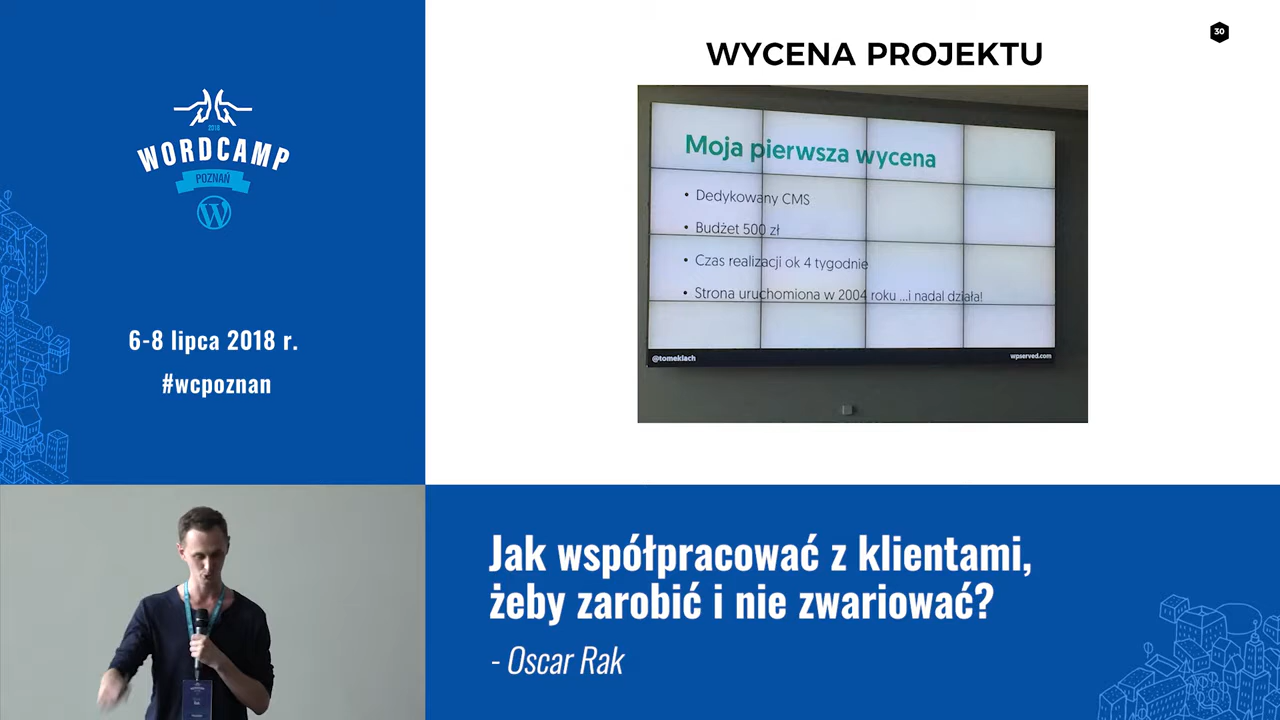 2018
WORDCAMP
POZNAŃ
6-8 lipca 2018 r.
#wcpoznan
30
WYCENA PROJEKTU
Moja pierwsza wycena
• Dedykowany CMS
• Budżet 500 zł
• Czas realizacji ok 4 tygodnie
• Strona uruchomiona w 2004 roku ...i nadal działa!
@tomeklach
wpserved.com
Jak współpracować z klientami,
żeby zarobić i nie zwariować?
- Oscar Rak